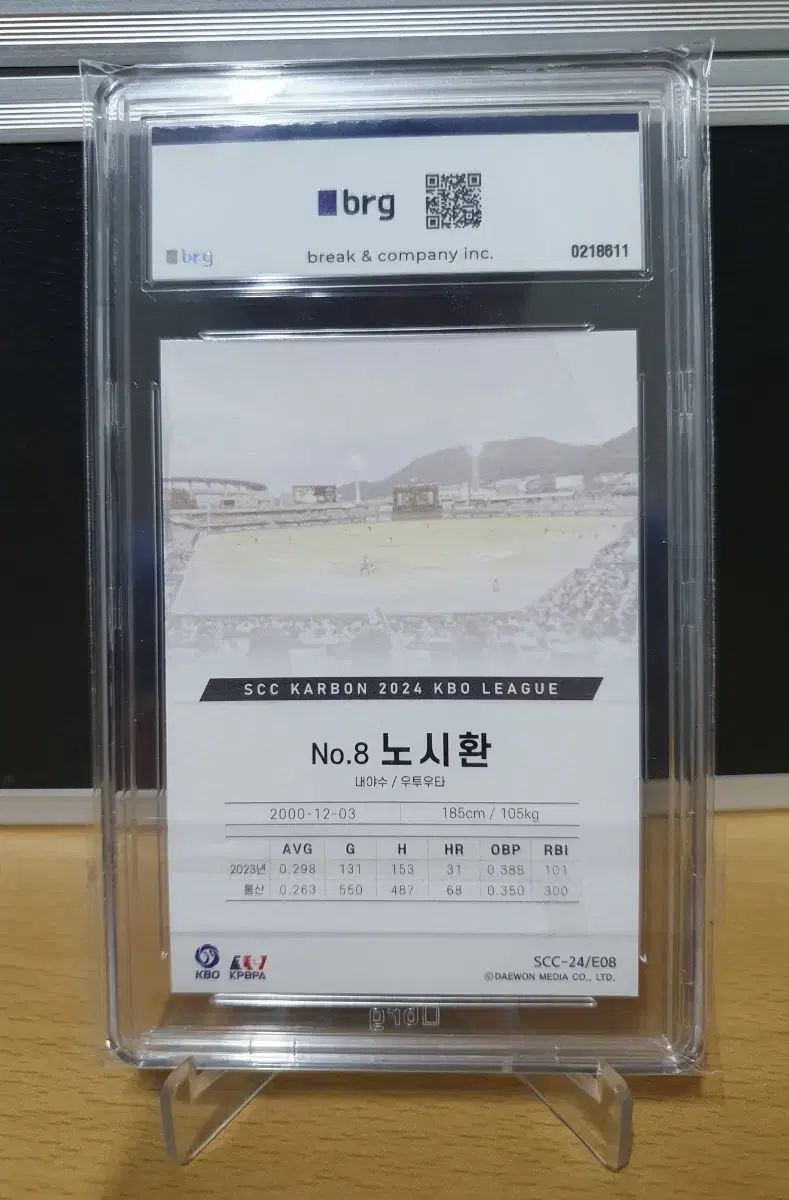 brg
brg
break & company inc.
0218611
SCC KARBON 2024 KBO LEAGUE
No.8 노시환
내야수 / 우투우타
2000-12-03 185cm / 105kg
AVG G H HR OBP RBI
2023년 0.298 131 153 31 0.388 101
통산 0.263 550 487 68 0.350 300
KBO KPBPA
SCC-24/E08
©DAEWON MEDIA CO., LTD.
brg